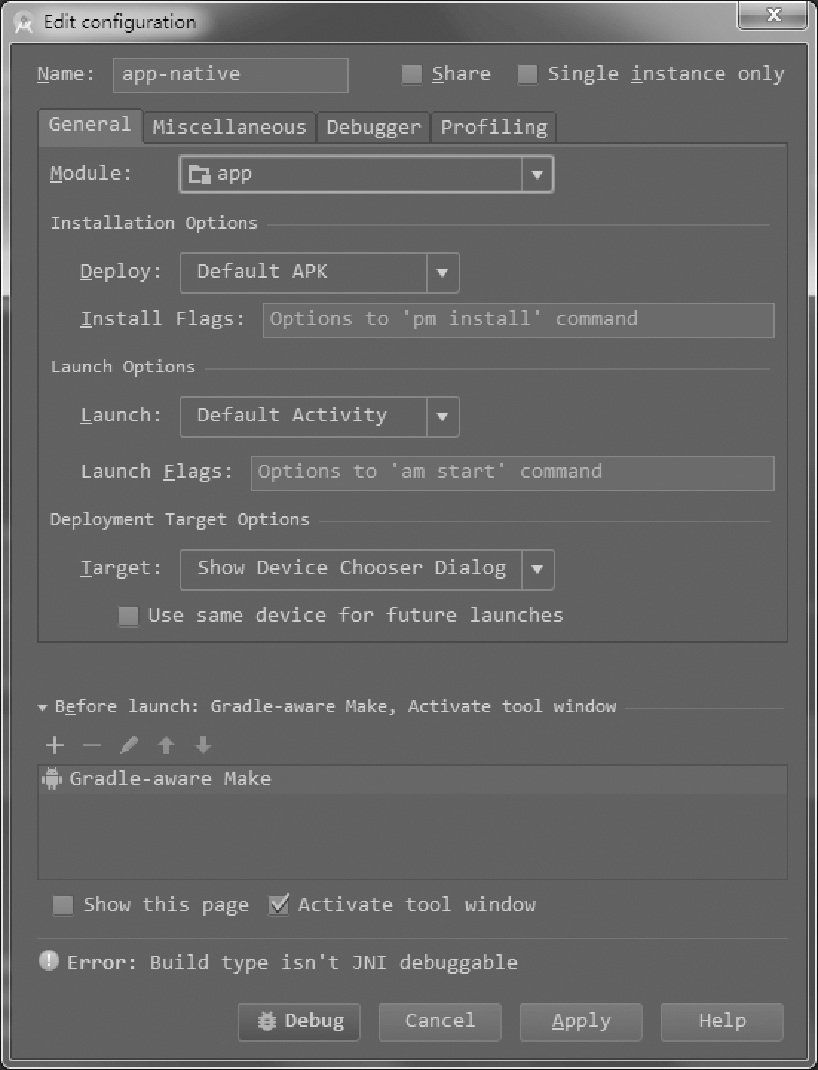 Edit configuration
Name: app-native Share Single instance only
General Miscellaneous Debugger Profiling
Module: app
Installation Options
Deploy: Default APK
Install Flags: Options to 'pm install' command
Launch Options
Launch: Default Activity
Launch Flags: Options to 'am start' command
Deployment Target Options
Target: Show Device Chooser Dialog
Use same device for future launches
Before launch: Gradle-aware Make, Activate tool window
Gradle-aware Make
Show this page Activate tool window
Error: Build type isn't JNI debuggable
Debug Cancel Apply Help